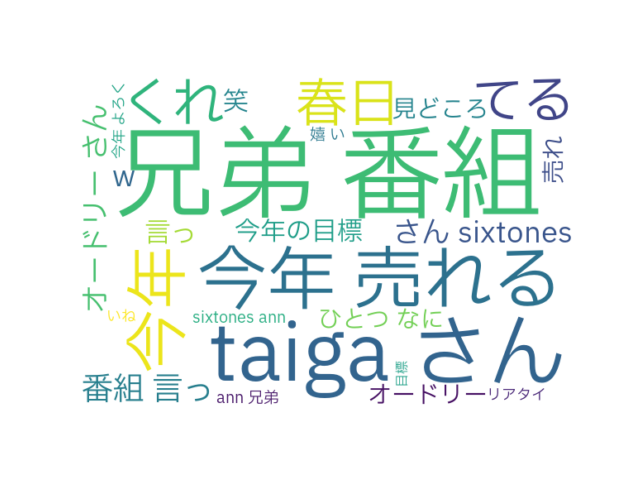 くれ
笑
春日
見どころ
てる
今年 よろく
兄弟 番組
嬉 い
売れ
w
オードリー さん
言っ
今年の目標
さん sixtones
今年
今年 売れる
いね
sixtones ann
ひとつ なに
taiga さん
番組 言っ
ann 兄弟
目標
オードリー
リアタイ